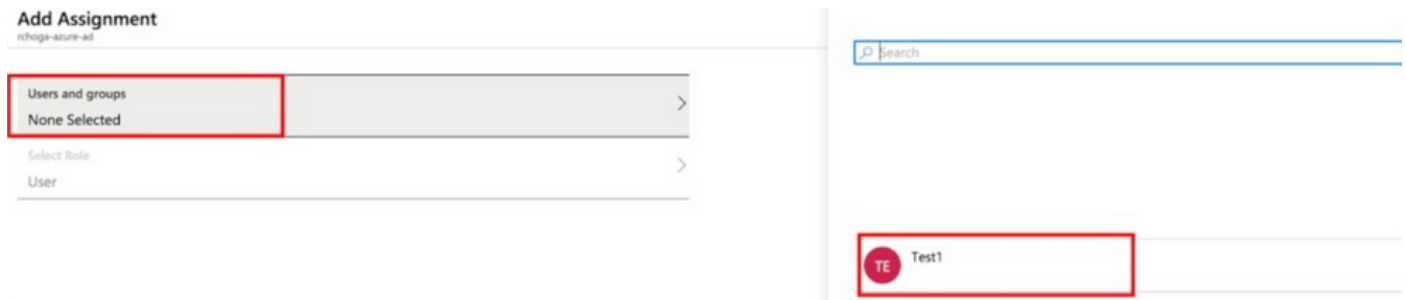 Add Assignment
rchoga-azure-ad
Users and groups
None Selected
Select Role
User
Search
TE
Test1